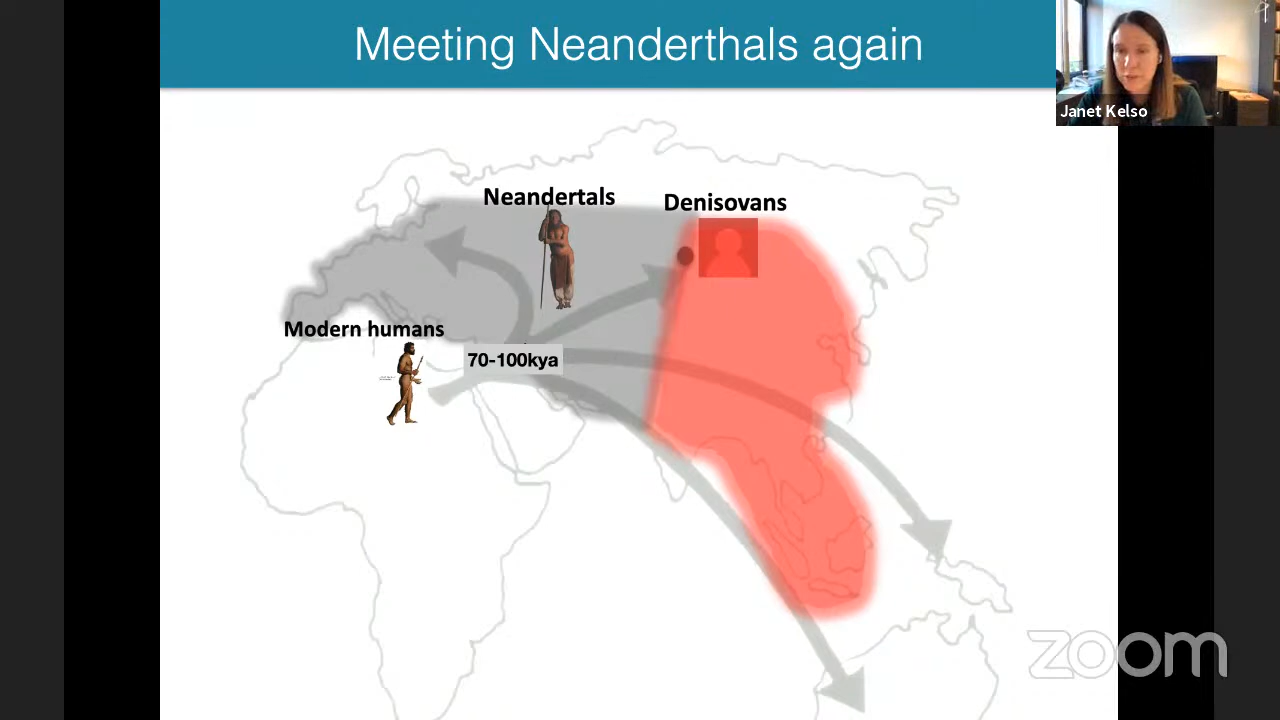 Meeting Neanderthals again
Janet Kelso
Neandertals
Denisovans
Modern humans
70-100kya
zoom